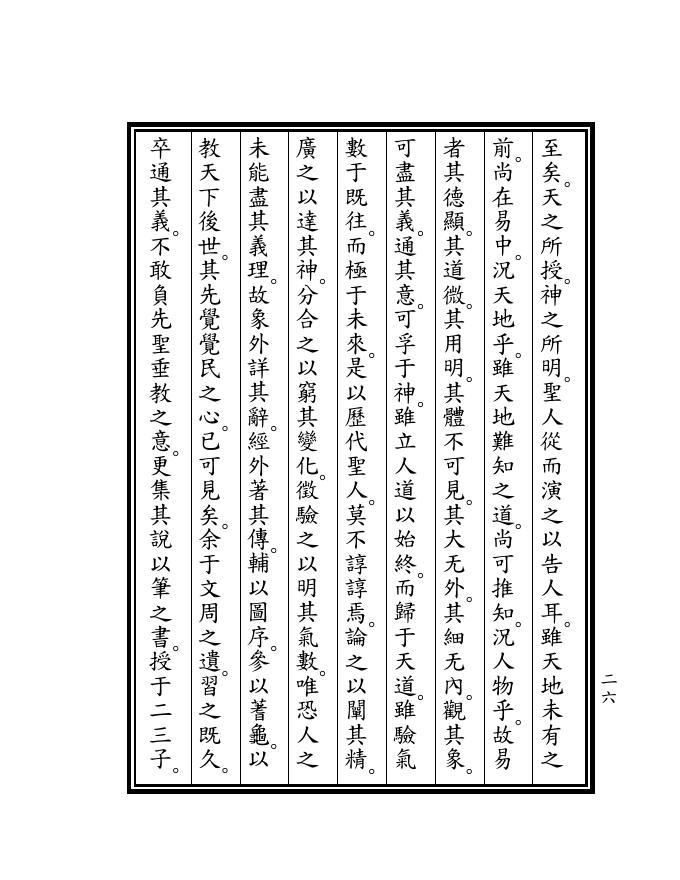 至矣。天之所授。神之所明。聖人從而演之以告人耳。雖天地未有之
前。尚在易中。況天地乎。雖天地難知之道。尚可推知。況人物乎。故易
者其德顯。其道微。其用明。其體不可見。其大无外。其細无內。觀其象。
可盡其義。通其意。可孚于神。雖立人道以始終。而歸于天道。雖驗氣
數于既往。而極于未來。是以歷代聖人。莫不諄諄焉。論之以闡其精。
廣之以達其神。分合之以窮其變化。徵驗之以明其氣數。唯恐人之
未能盡其義理。故象外詳其辭。經外著其傳。輔以圖序。參以蓍龜。以
教天下後世。其先覺覺民之心。已可見矣。余于文周之遺。習之既久。
卒通其義。不敢負先聖垂教之意。更集其說以筆之書。授于二三子。
二六